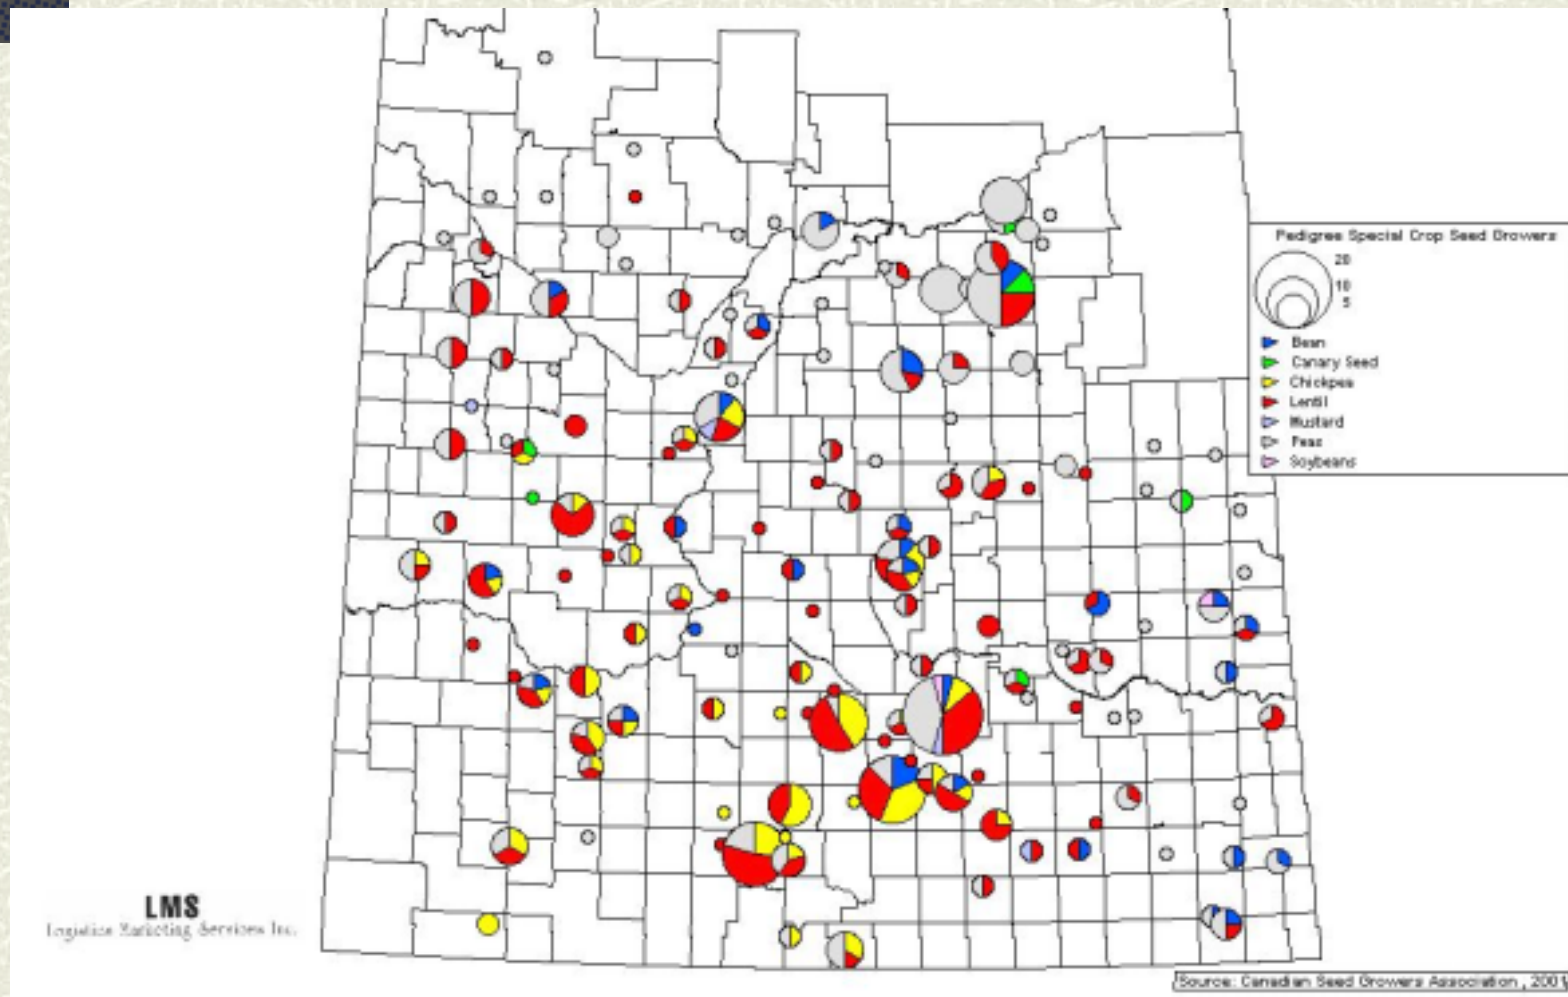 Pedigree Special Crop Seed Growers
20
10
5
Bean
Canary Seed
Chickpea
Lentil
Mustard
Peas
Soybeans
LMS
Logistics Marketing Services Inc.
Source: Canadian Seed Growers Association, 2001